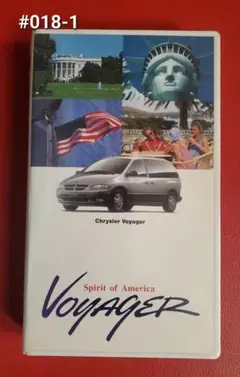 #018-1
Chrysler Voyager
Spirit of America
VOYAGER